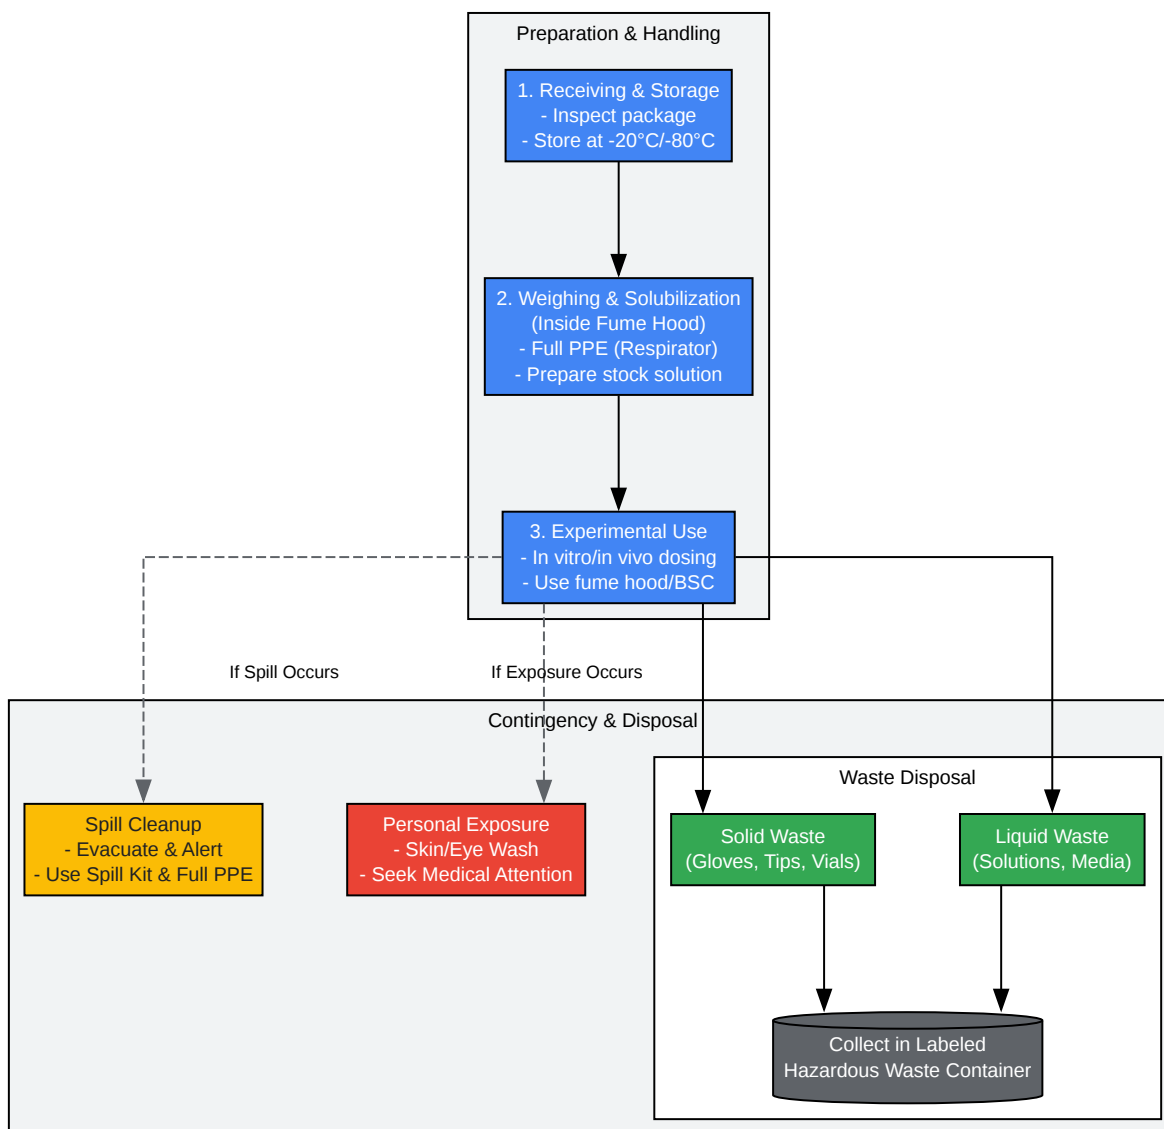 Preparation & Handling
1. Receiving & Storage
- Inspect package
- Store at -20°C/-80°C
2. Weighing & Solubilization
(Inside Fume Hood)
- Full PPE (Respirator)
- Prepare stock solution
3. Experimental Use
- In vitro/in vivo dosing
- Use fume hood/BSC
If Spill Occurs
If Exposure Occurs
Contingency & Disposal
Spill Cleanup
- Evacuate & Alert
- Use Spill Kit & Full PPE
Personal Exposure
- Skin/Eye Wash
- Seek Medical Attention
Waste Disposal
Solid Waste
(Gloves, Tips, Vials)
Liquid Waste
(Solutions, Media)
Collect in Labeled
Hazardous Waste Container